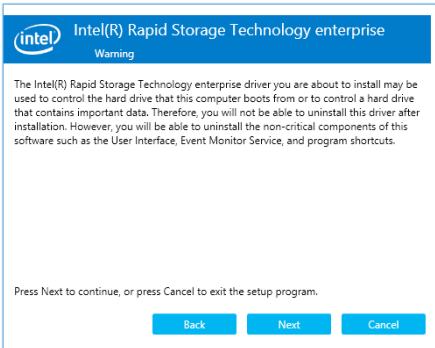 (intel)
Intel(R) Rapid Storage Technology enterprise
Warning
The Intel(R) Rapid Storage Technology enterprise driver you are about to install may be
used to control the hard drive that this computer boots from or to control a hard drive
that contains important data. Therefore, you will not be able to uninstall this driver after
installation. However, you will be able to uninstall the non-critical components of this
software such as the User Interface, Event Monitor Service, and program shortcuts.
Press Next to continue, or press Cancel to exit the setup program.
Back Next Cancel